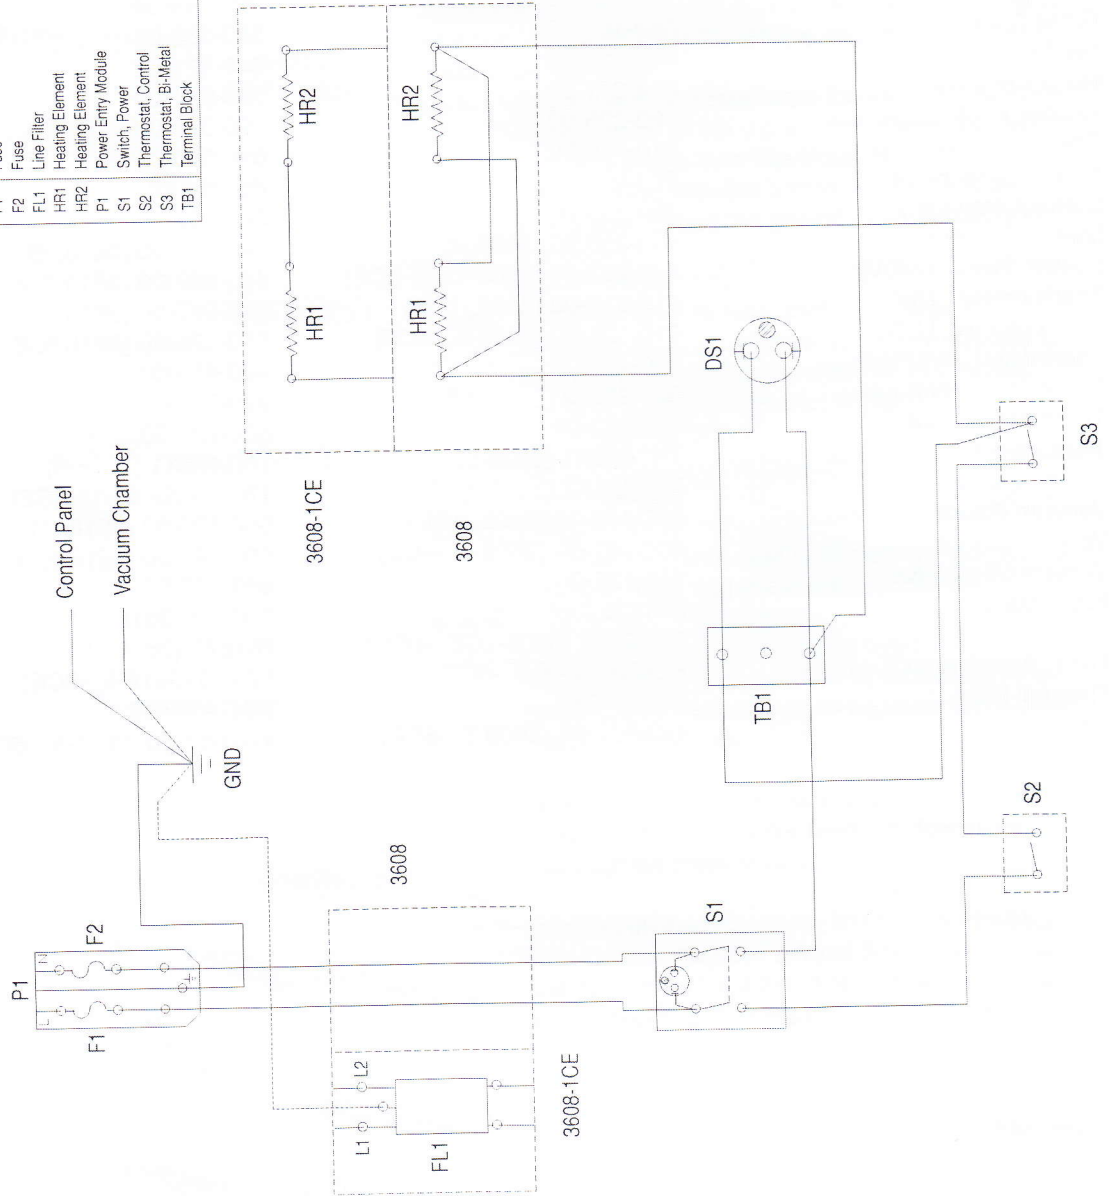 F2 Fuse
FL1 Line Filter
HR1 Heating Element
HR2 Heating Element
P1 Power Entry Module
S1 Switch, Power
S2 Thermostat, Control
S3 Thermostat, Bi-Metal
TB1 Terminal Block
HR1
HR2
3608-1CE
HR1
HR2
3608
Control Panel
Vacuum Chamber
GND
P1
L
N
F1
F2
3608
L1
L2
FL1
3608-1CE
S1
DS1
TB1
S2
S3